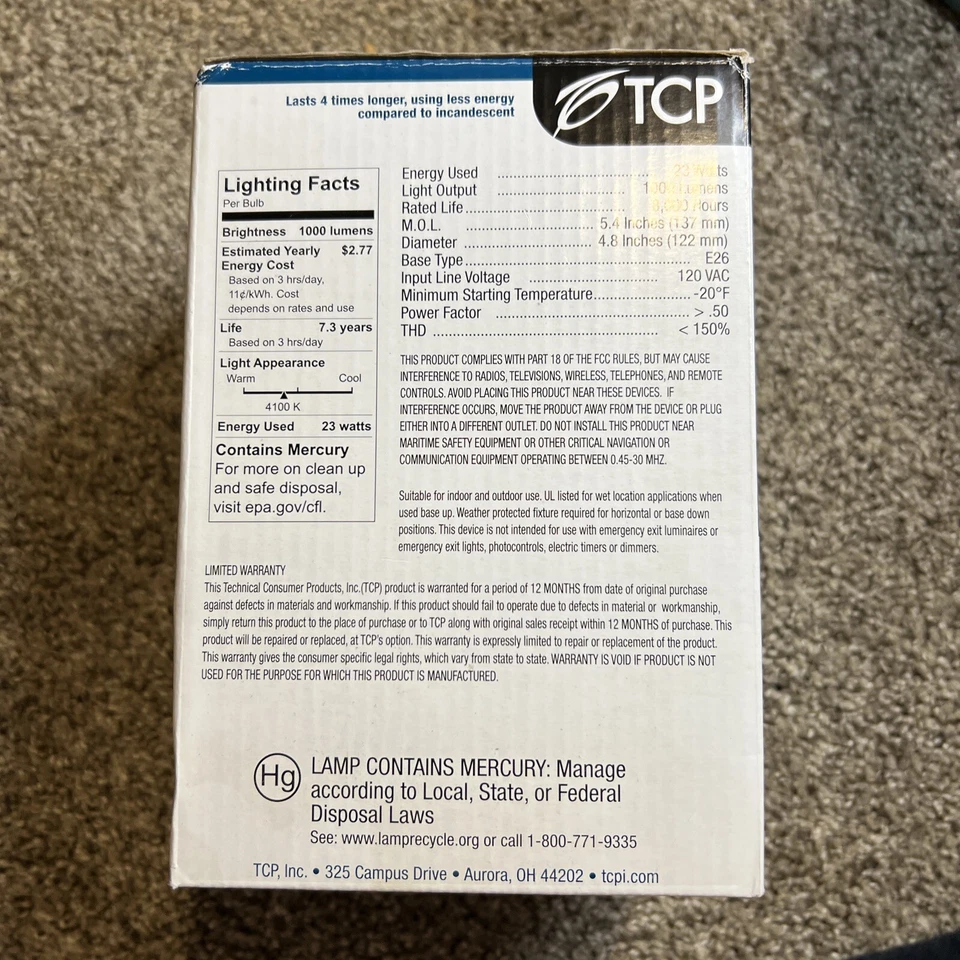 Lasts 4 times longer, using less energy
compared to incandescent
TCP
Lighting Facts
Per Bulb
Brightness 1000 lumens
Estimated Yearly $2.77
Energy Cost
Based on 3 hrs/day,
11¢/kWh. Cost
depends on rates and use
Life 7.3 years
Based on 3 hrs/day
Light Appearance
Warm Cool
4100 K
Energy Used 23 watts
Contains Mercury
For more on clean up
and safe disposal,
visit epa.gov/cfl.
Energy Used ........ 23 Watts
Light Output ........ 1000 Lumens
Rated Life ........ 8,000 Hours
M.O.L. ........ 5.4 Inches (137 mm)
Diameter ........ 4.8 Inches (122 mm)
Base Type ........ E26
Input Line Voltage ........ 120 VAC
Minimum Starting Temperature ........ -20°F
Power Factor ........ > .50
THD ........ < 150%
THIS PRODUCT COMPLIES WITH PART 18 OF THE FCC RULES, BUT MAY CAUSE
INTERFERENCE TO RADIOS, TELEVISIONS, WIRELESS, TELEPHONES, AND REMOTE
CONTROLS. AVOID PLACING THIS PRODUCT NEAR THESE DEVICES. IF
INTERFERENCE OCCURS, MOVE THE PRODUCT AWAY FROM THE DEVICE OR PLUG
EITHER INTO A DIFFERENT OUTLET. DO NOT INSTALL THIS PRODUCT NEAR
MARITIME SAFETY EQUIPMENT OR OTHER CRITICAL NAVIGATION OR
COMMUNICATION EQUIPMENT OPERATING BETWEEN 0.45-30 MHZ.
Suitable for indoor and outdoor use. UL listed for wet location applications when
used base up. Weather protected fixture required for horizontal or base down
positions. This device is not intended for use with emergency exit luminaires or
emergency exit lights, photocontrols, electric timers or dimmers.
LIMITED WARRANTY
This Technical Consumer Products, Inc.(TCP) product is warranted for a period of 12 MONTHS from date of original purchase
against defects in materials and workmanship. If this product should fail to operate due to defects in material or workmanship,
simply return this product to the place of purchase or to TCP along with original sales receipt within 12 MONTHS of purchase. This
product will be repaired or replaced, at TCP's option. This warranty is expressly limited to repair or replacement of the product.
This warranty gives the consumer specific legal rights, which vary from state to state. WARRANTY IS VOID IF PRODUCT IS NOT
USED FOR THE PURPOSE FOR WHICH THIS PRODUCT IS MANUFACTURED.
Hg
LAMP CONTAINS MERCURY: Manage
according to Local, State, or Federal
Disposal Laws
See: www.lamprecycle.org or call 1-800-771-9335
TCP, Inc. • 325 Campus Drive • Aurora, OH 44202 • tcpi.com